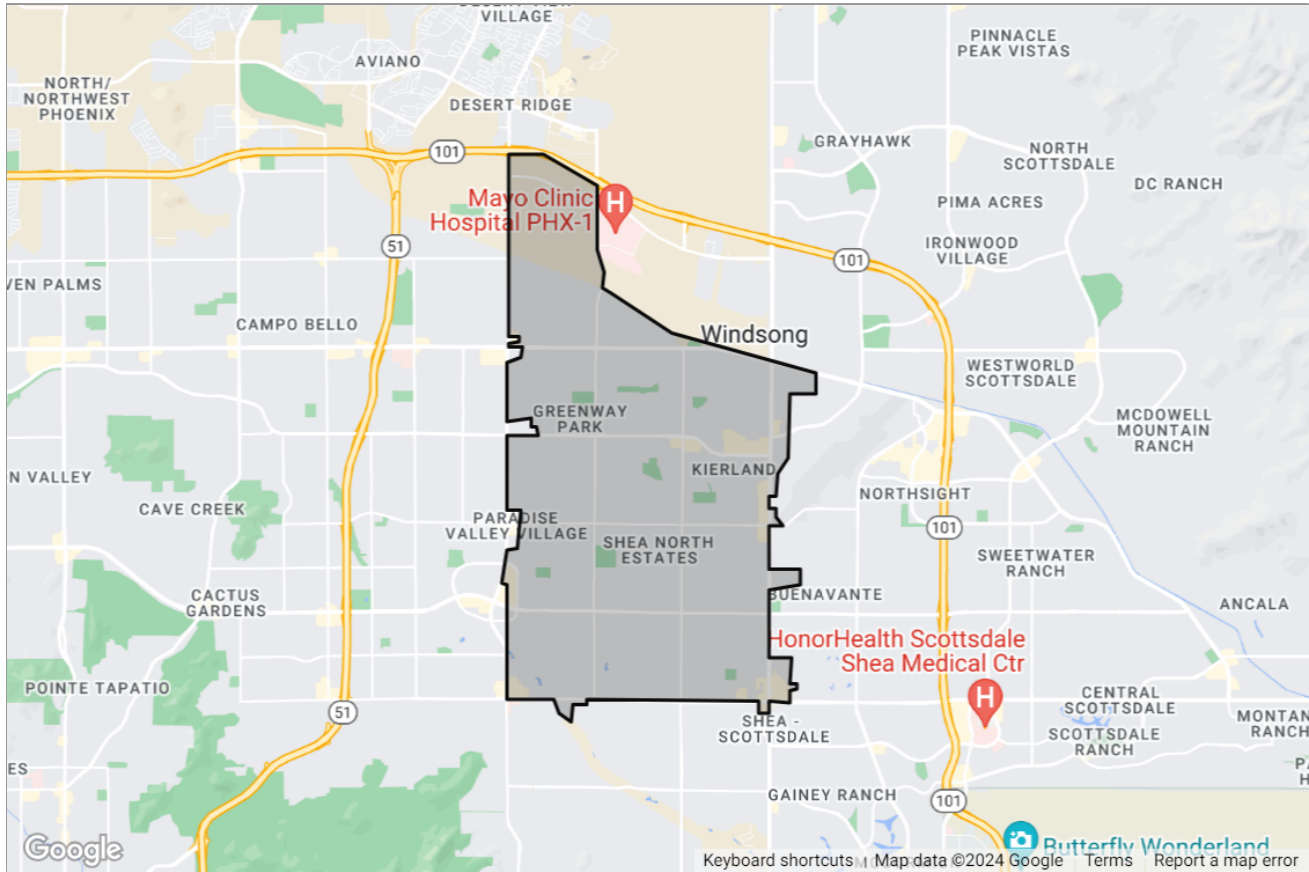 DESERT VIEW
VILLAGE
PINNACLE
PEAK VISTAS
AVIANO
NORTH/
NORTHWEST
PHOENIX
DESERT RIDGE
GRAYHAWK
NORTH
SCOTTSDALE
101
DC RANCH
Mayo Clinic
Hospital PHX-1
H
PIMA ACRES
51
IRONWOOD
VILLAGE
101
VEN PALMS
CAMPO BELLO
Windsong
WESTWORLD
SCOTTSDALE
GREENWAY
PARK
MCDOWELL
MOUNTAIN
RANCH
KIERLAND
N VALLEY
NORTHSIGHT
CAVE CREEK
PARADISE
VALLEY VILLAGE
101
SHEA NORTH
ESTATES
SWEETWATER
RANCH
CACTUS
GARDENS
BUENAVANTE
ANCALA
HonorHealth Scottsdale
Shea Medical Ctr
H
POINTE TAPATIO
51
CENTRAL
SCOTTSDALE
SHEA -
SCOTTSDALE
MONTAN
RANCH
SCOTTSDALE
RANCH
ES
PA
H
GAINEY RANCH
101
Google
Butterfly Wonderland
Keyboard shortcuts
Map data ©2024 Google
Terms
Report a map error